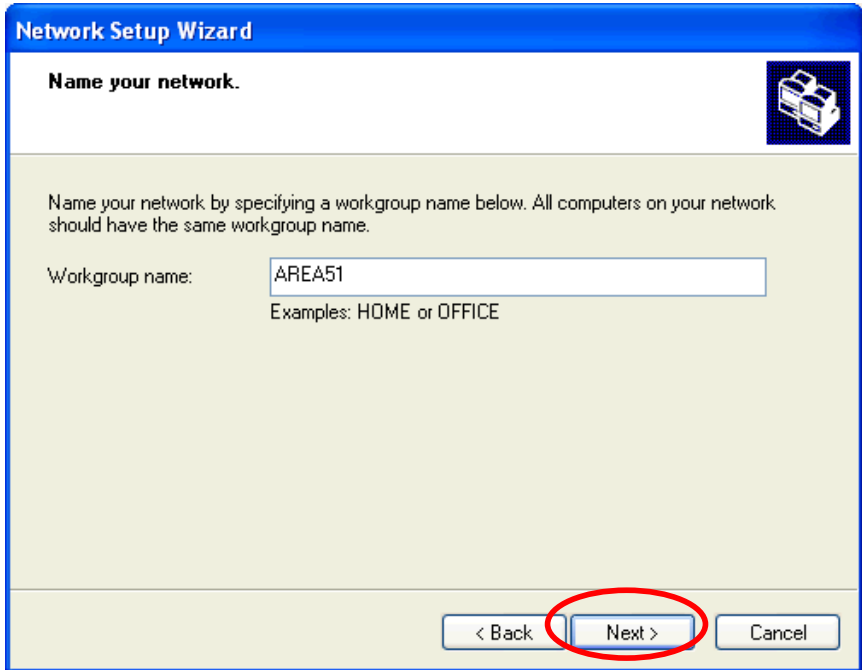 Network Setup Wizard
Name your network.
Name your network by specifying a workgroup name below. All computers on your network
should have the same workgroup name.
Workgroup name: AREA51
Examples: HOME or OFFICE
< Back Next > Cancel